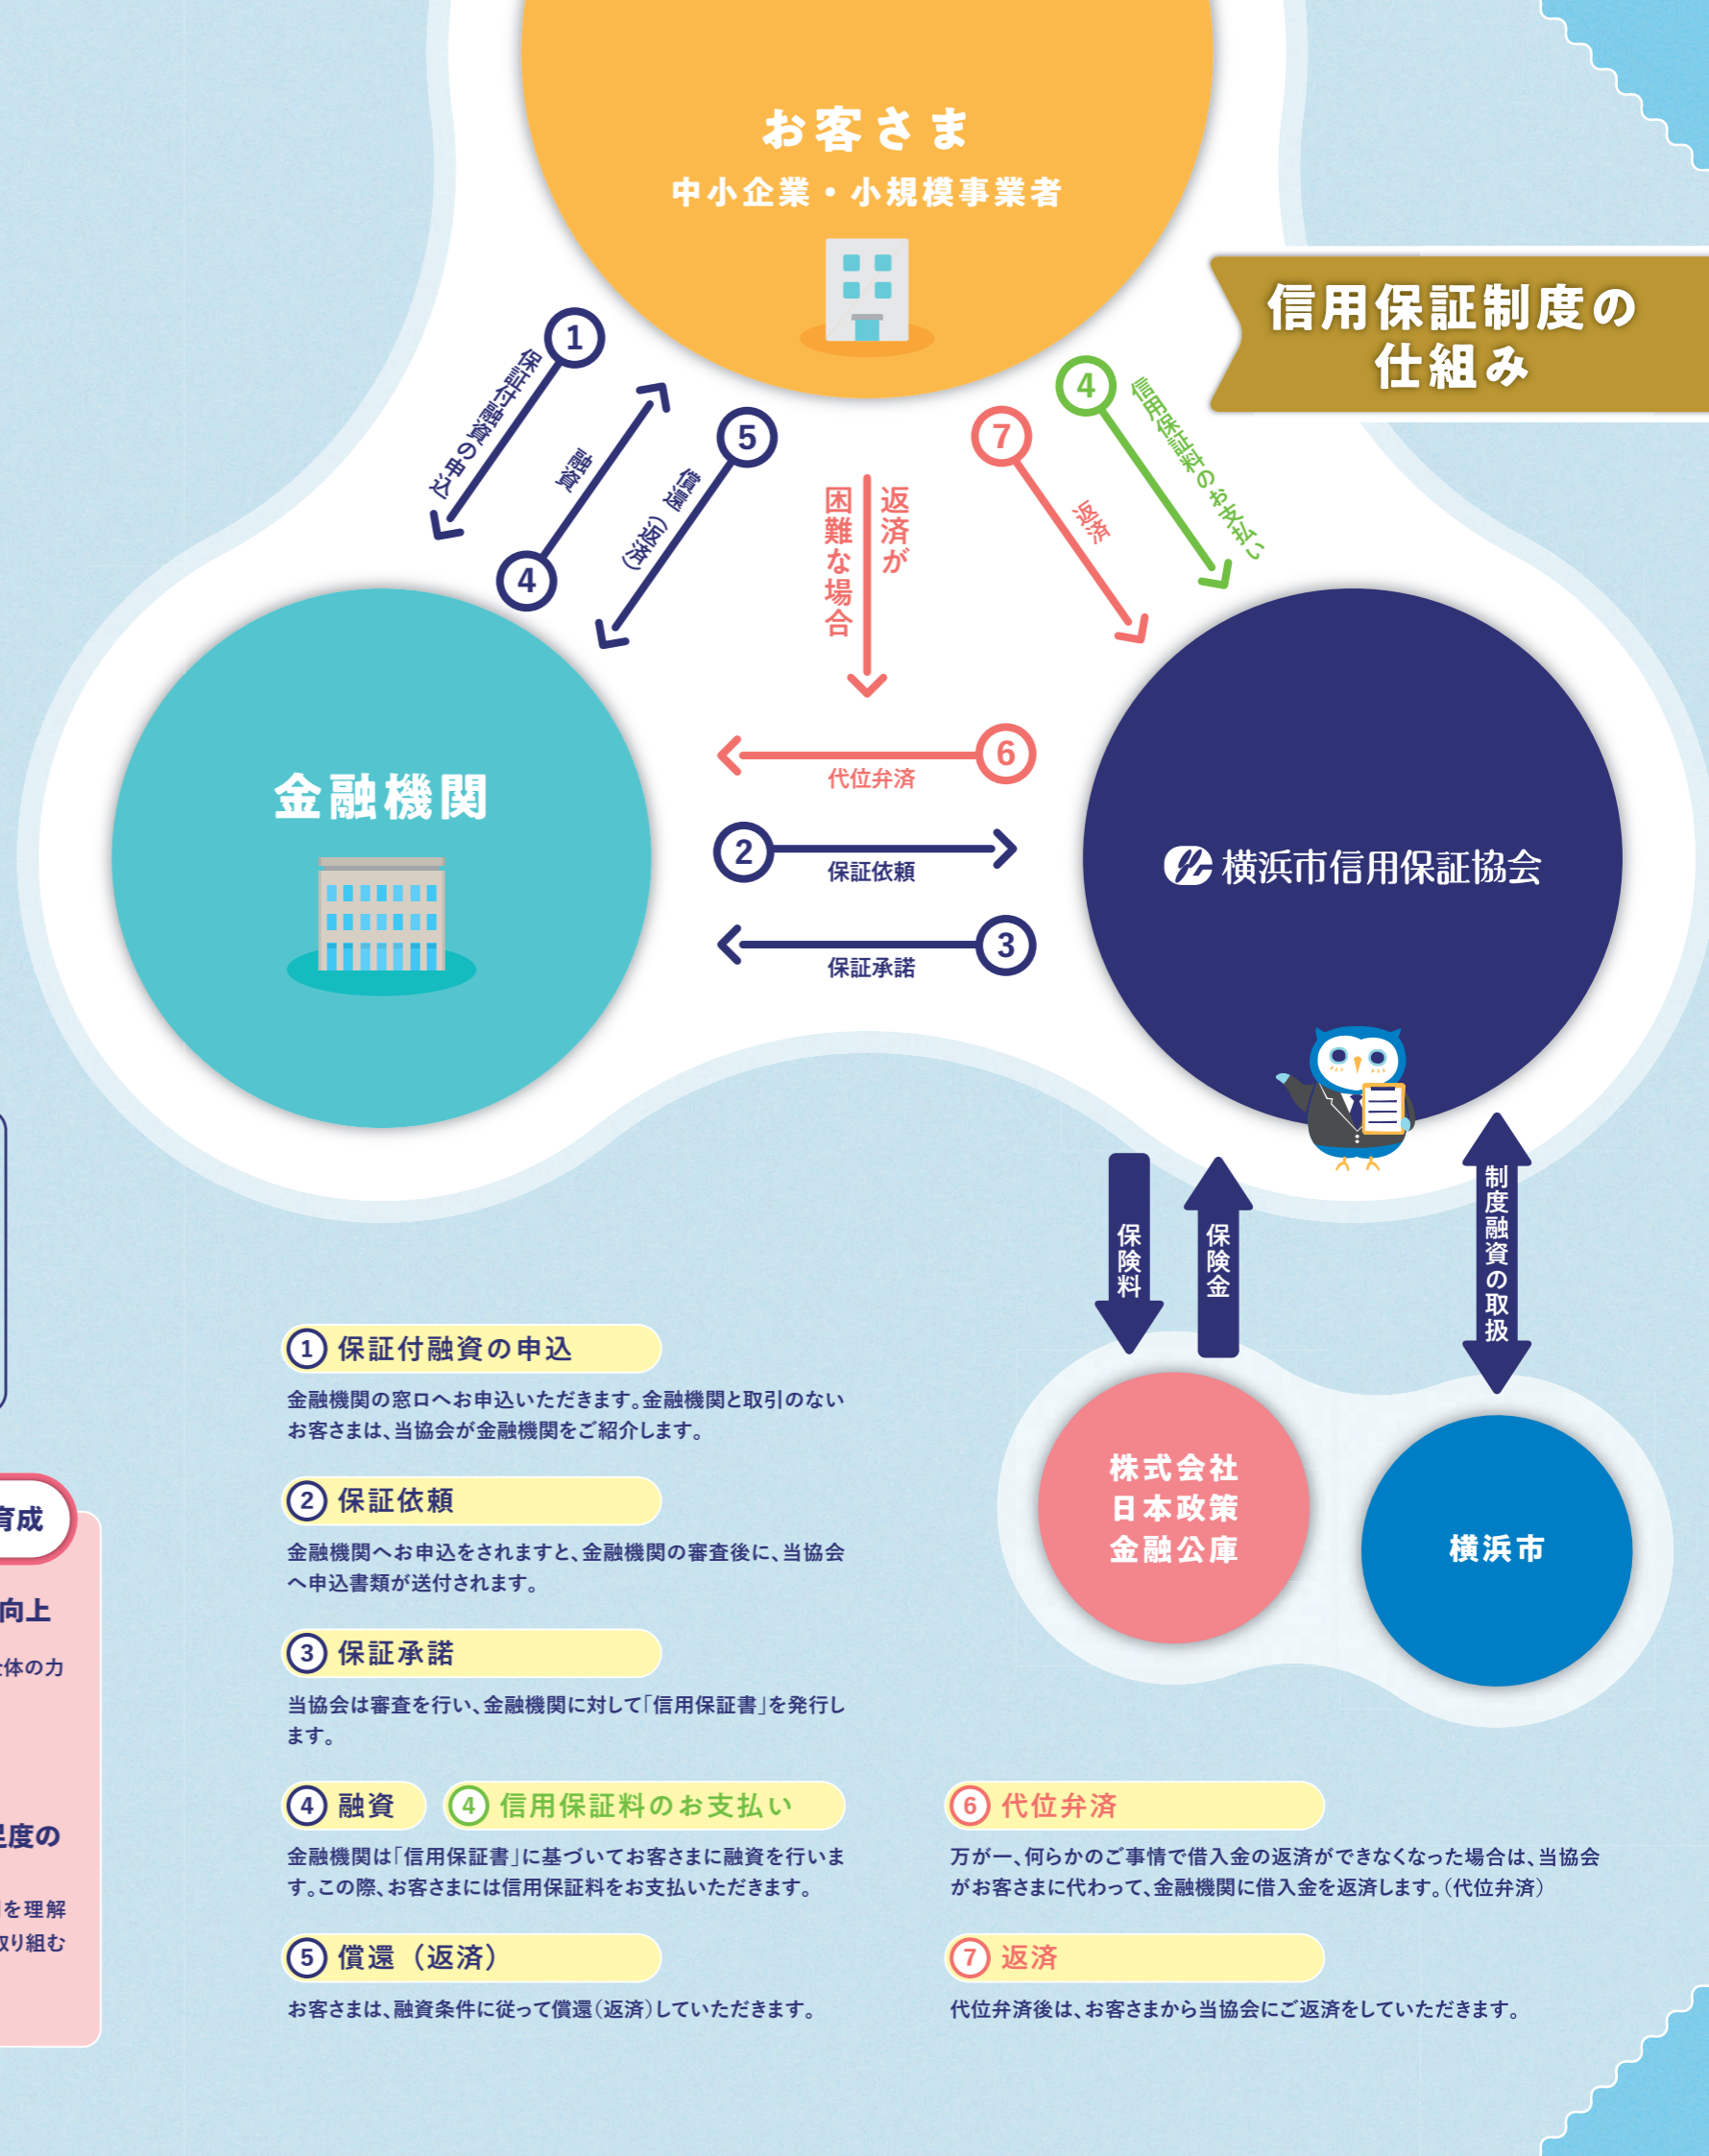 お客さま
中小企業・小規模事業者
信用保証制度の
仕組み
1
保証付融資の申込
4
融資
5
償還（返済）
返済が
困難な場合
7
返済
4
信用保証料のお支払い
金融機関
6
代位弁済
2
保証依頼
3
保証承諾
横浜市信用保証協会
保険料
保険金
制度融資の取扱
株式会社
日本政策
金融公庫
横浜市
育成
向上
体の力
度の
を理解
取り組む
1 保証付融資の申込
金融機関の窓口へお申込いただきます。金融機関と取引のない
お客さまは、当協会が金融機関をご紹介します。
2 保証依頼
金融機関へお申込をされますと、金融機関の審査後に、当協会
へ申込書類が送付されます。
3 保証承諾
当協会は審査を行い、金融機関に対して「信用保証書」を発行し
ます。
4 融資 4 信用保証料のお支払い
金融機関は「信用保証書」に基づいてお客さまに融資を行いま
す。この際、お客さまには信用保証料をお支払いただきます。
5 償還（返済）
お客さまは、融資条件に従って償還（返済）していただきます。
6 代位弁済
万が一、何らかのご事情で借入金の返済ができなくなった場合は、当協会
がお客さまに代わって、金融機関に借入金を返済します。（代位弁済）
7 返済
代位弁済後は、お客さまから当協会にご返済をしていただきます。